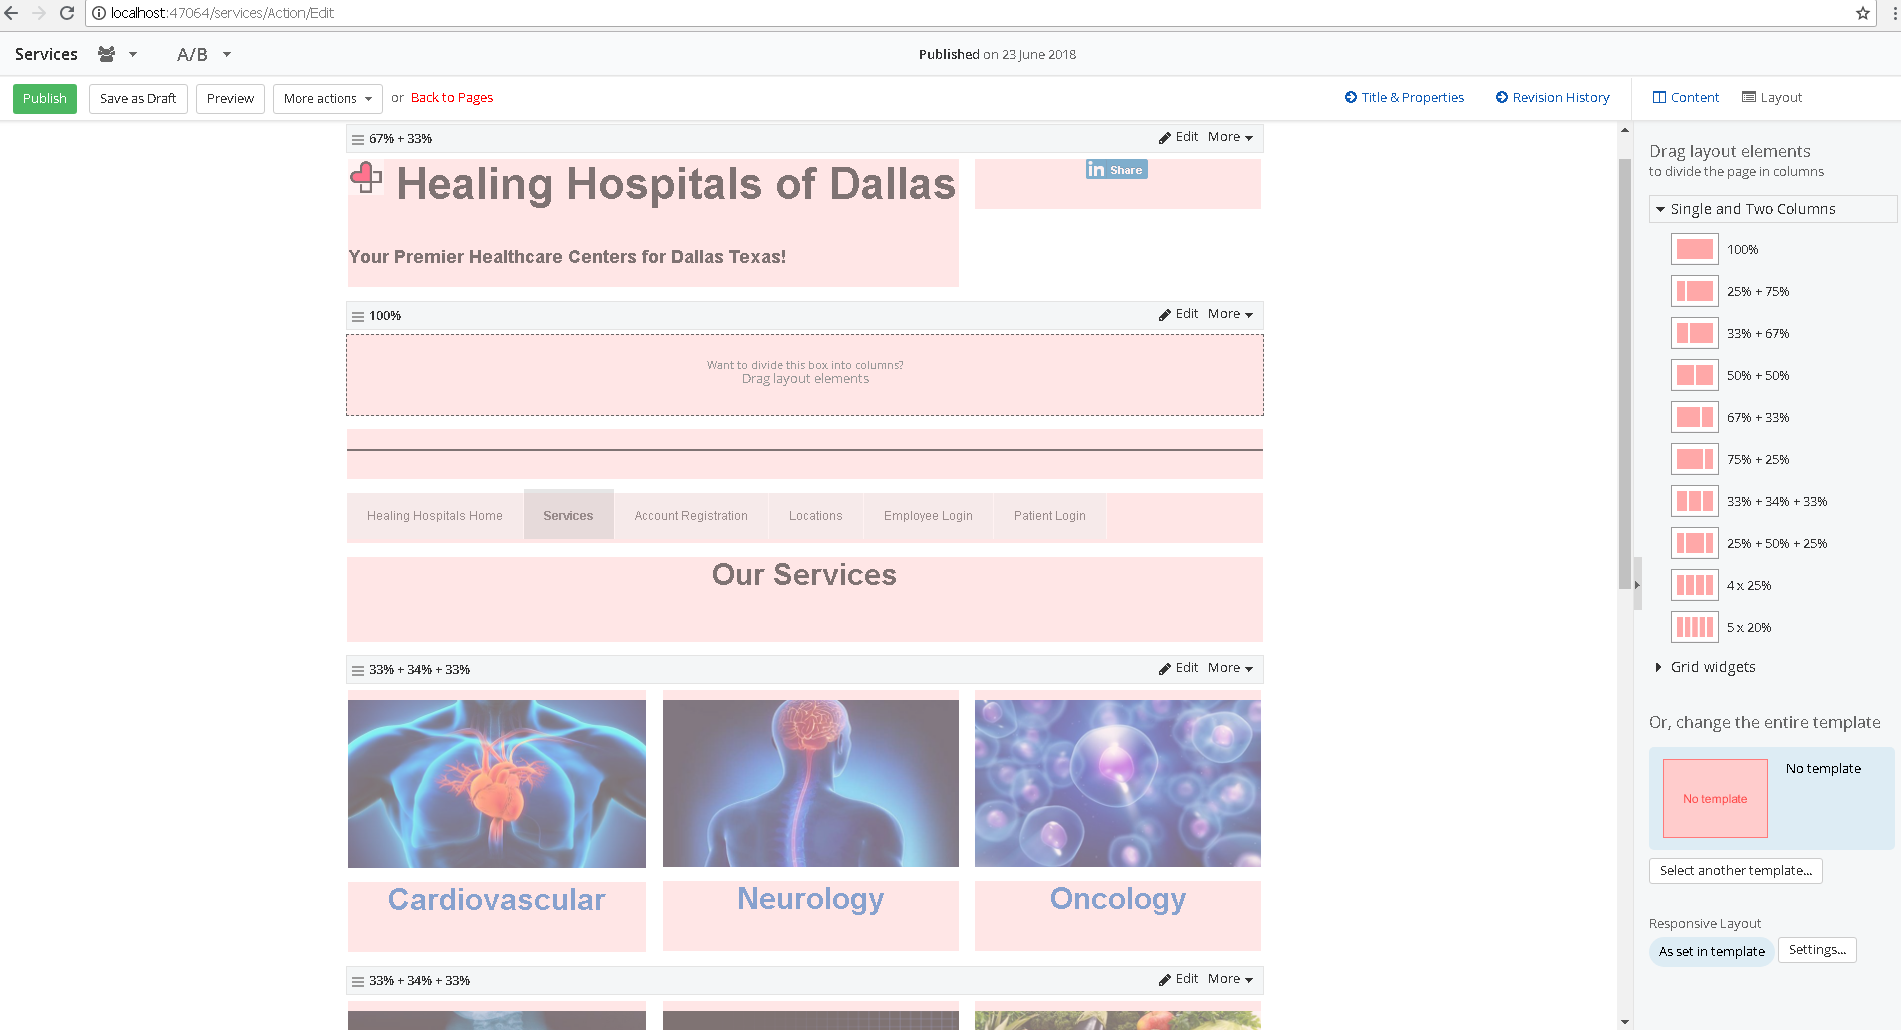 localhost:47064/services/Action/Edit
Services A/B Published on 23 June 2018
Publish Save as Draft Preview More actions or Back to Pages Title & Properties Revision History Content Layout
67% + 33% Edit More
Healing Hospitals of Dallas
in Share
Your Premier Healthcare Centers for Dallas Texas!
100% Edit More
Want to divide this box into columns?
Drag layout elements
Healing Hospitals Home Services Account Registration Locations Employee Login Patient Login
Our Services
33% + 34% + 33% Edit More
Cardiovascular Neurology Oncology
33% + 34% + 33% Edit More
Drag layout elements
to divide the page in columns
Single and Two Columns
100%
25% + 75%
33% + 67%
50% + 50%
67% + 33%
75% + 25%
33% + 34% + 33%
25% + 50% + 25%
4 x 25%
5 x 20%
Grid widgets
Or, change the entire template
No template
No template
Select another template...
Responsive Layout
As set in template Settings...